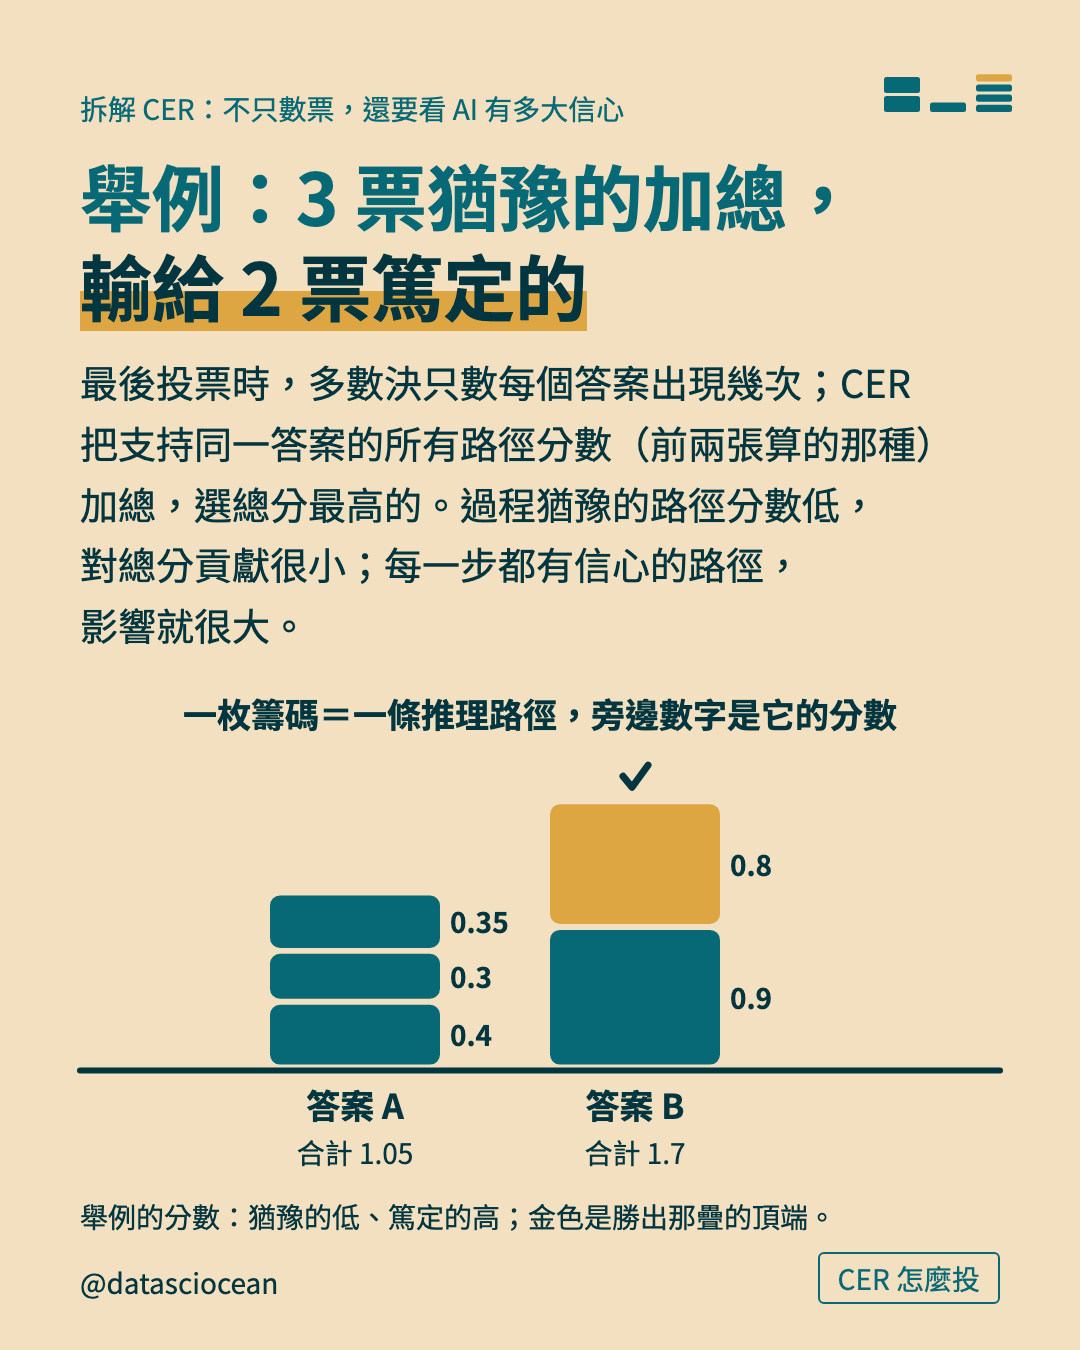 拆解 CER：不只數票，還要看 AI 有多大信心
舉例：3 票猶豫的加總，
輸給 2 票篤定的
最後投票時，多數決只數每個答案出現幾次；CER
把支持同一答案的所有路徑分數（前兩張算的那種）
加總，選總分最高的。過程猶豫的路徑分數低，
對總分貢獻很小；每一步都有信心的路徑，
影響就很大。
一枚籌碼＝一條推理路徑，旁邊數字是它的分數
0.8
0.35
0.3
0.9
0.4
答案 A
答案 B
合計 1.05
合計 1.7
舉例的分數：猶豫的低、篤定的高；金色是勝出那疊的頂端。
@datasciocean
CER 怎麼投